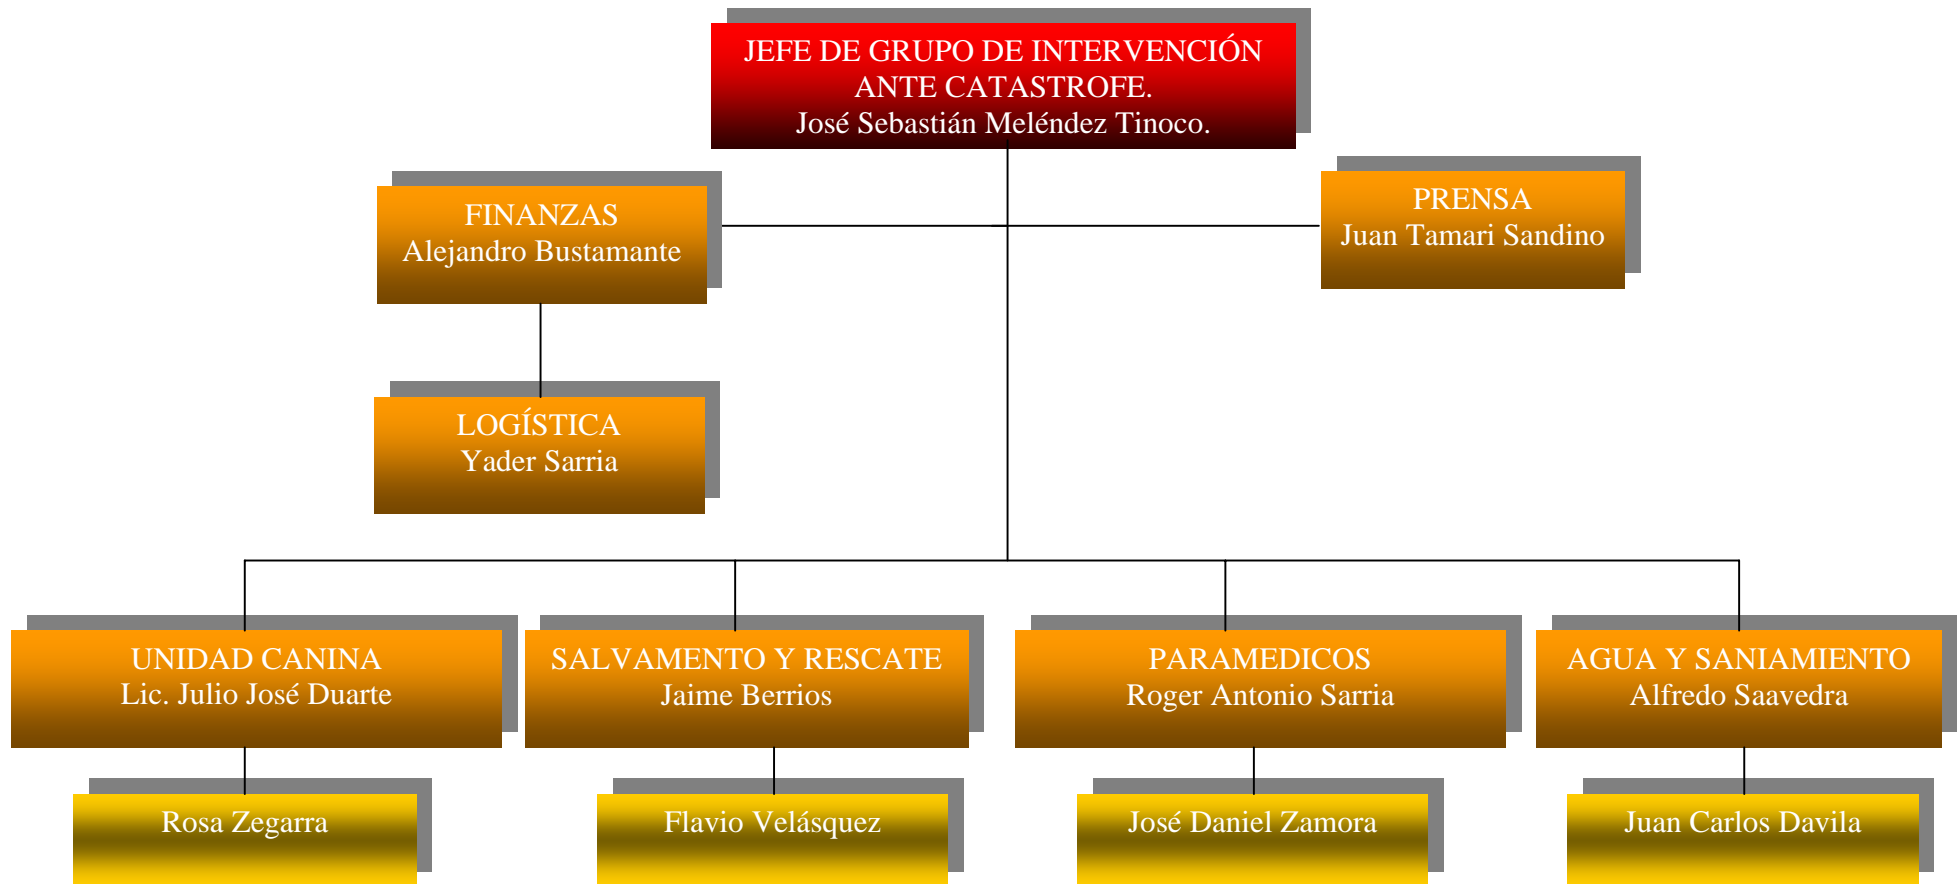 JEFE DE GRUPO DE INTERVENCIÓN
ANTE CATASTROFE.
José Sebastián Meléndez Tinoco.
FINANZAS
Alejandro Bustamante
PRENSA
Juan Tamari Sandino
LOGÍSTICA
Yader Sarria
UNIDAD CANINA
Lic. Julio José Duarte
SALVAMENTO Y RESCATE
Jaime Berrios
PARAMEDICOS
Roger Antonio Sarria
AGUA Y SANIAMIENTO
Alfredo Saavedra
Rosa Zegarra
Flavio Velásquez
José Daniel Zamora
Juan Carlos Davila